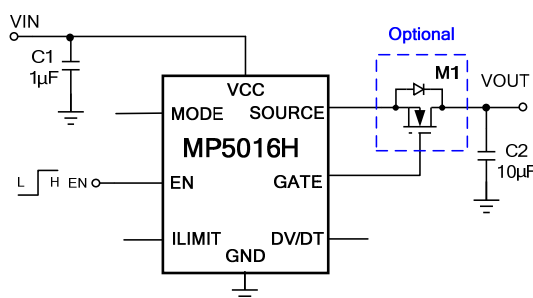 VIN
Optional
C1
1µF
M1
VOUT
VCC
MODE
SOURCE
MP5016H
L
H
EN
EN
GATE
C2
10µF
ILIMIT
DV/DT
GND